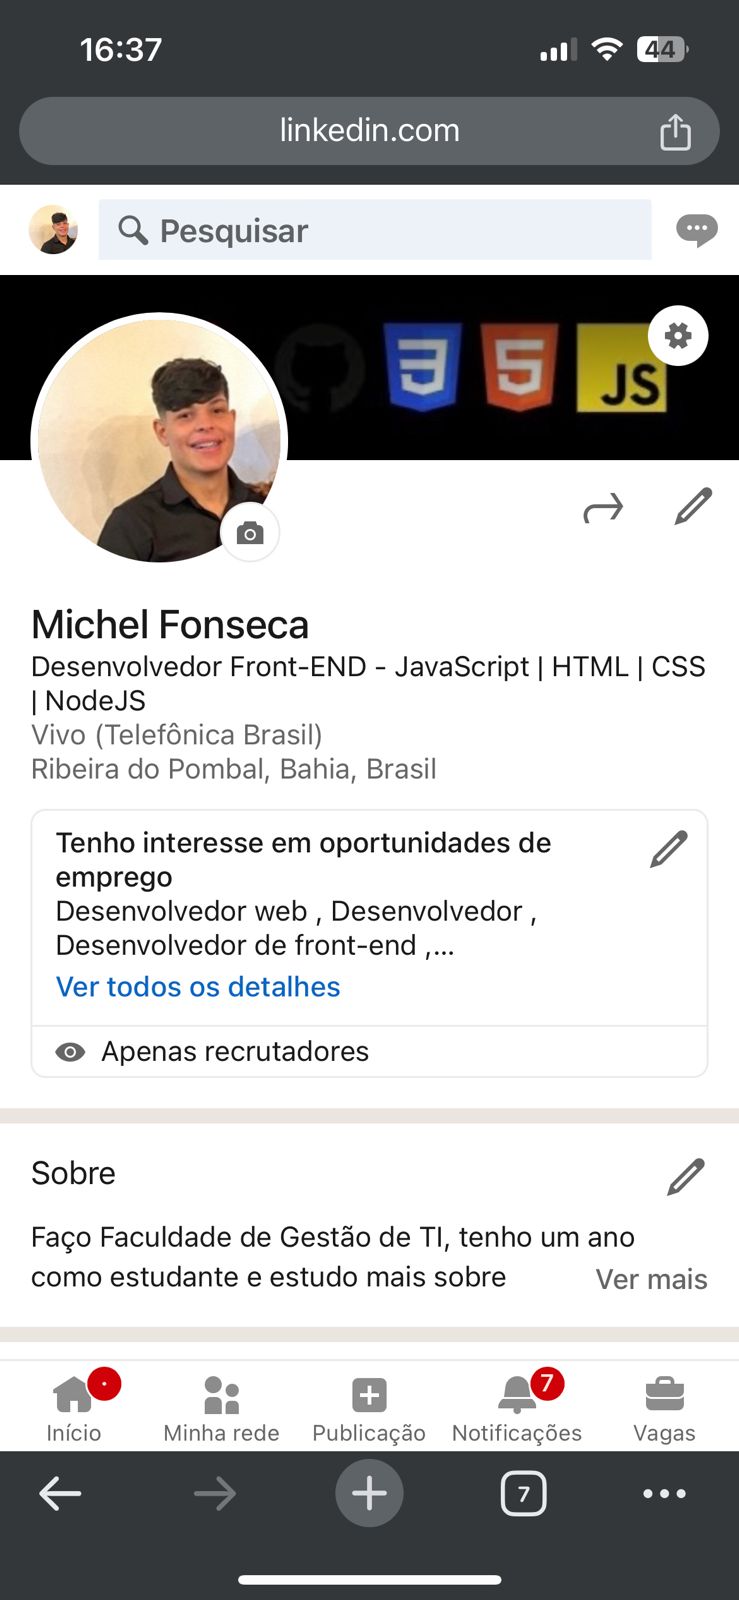 16:37
44
linkedin.com
Pesquisar
3 5 JS
Michel Fonseca
Desenvolvedor Front-END - JavaScript | HTML | CSS
| NodeJS
Vivo (Telefônica Brasil)
Ribeira do Pombal, Bahia, Brasil
Tenho interesse em oportunidades de
emprego
Desenvolvedor web , Desenvolvedor ,
Desenvolvedor de front-end ,...
Ver todos os detalhes
Apenas recrutadores
Sobre
Faço Faculdade de Gestão de TI, tenho um ano
como estudante e estudo mais sobre Ver mais
7
Início Minha rede Publicação Notificações Vagas
7